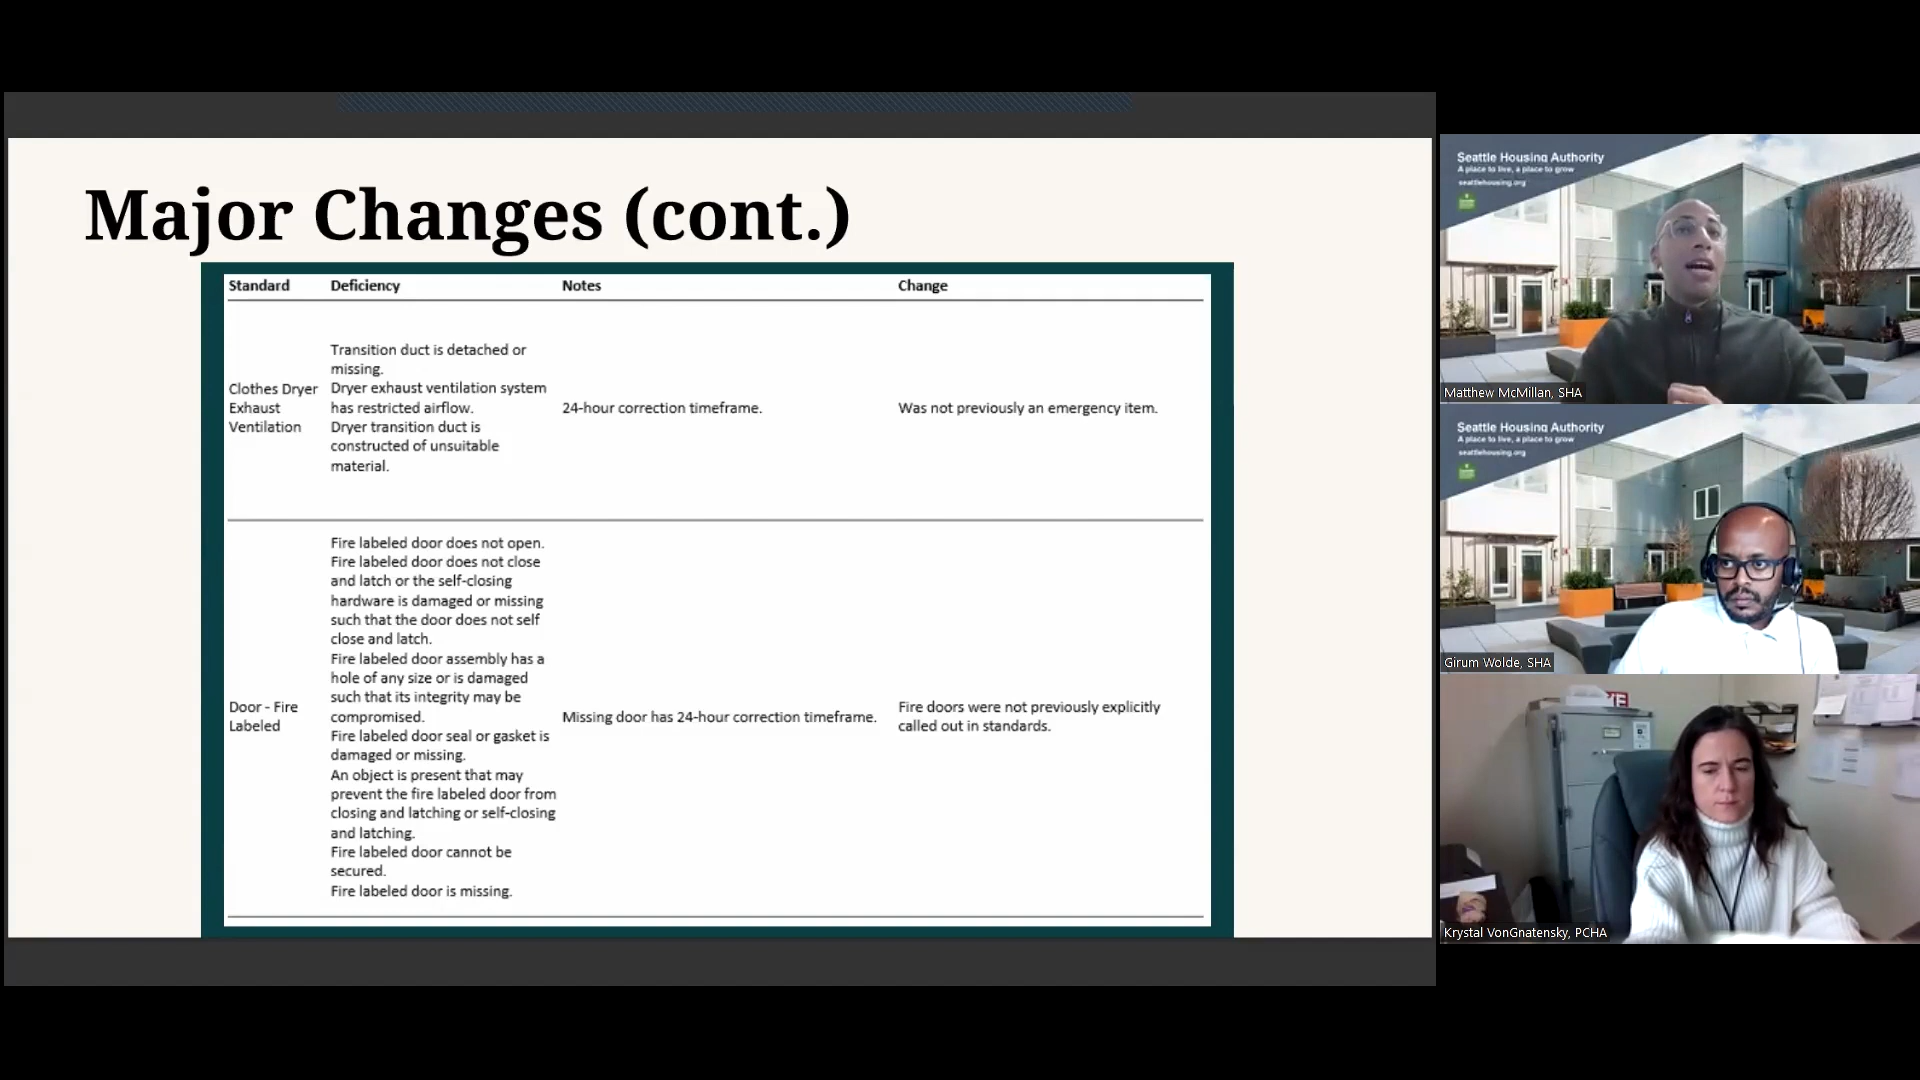 Major Changes (cont.)
Standard Deficiency Notes Change
Clothes Dryer
Exhaust
Ventilation
Transition duct is detached or
missing.
Dryer exhaust ventilation system
has restricted airflow.
Dryer transition duct is
constructed of unsuitable
material.
24-hour correction timeframe.
Was not previously an emergency item.
Door - Fire
Labeled
Fire labeled door does not open.
Fire labeled door does not close
and latch or the self-closing
hardware is damaged or missing
such that the door does not self
close and latch.
Fire labeled door assembly has a
hole of any size or is damaged
such that its integrity may be
compromised.
Fire labeled door seal or gasket is
damaged or missing.
An object is present that may
prevent the fire labeled door from
closing and latching or self-closing
and latching.
Fire labeled door cannot be
secured.
Fire labeled door is missing.
Missing door has 24-hour correction timeframe.
Fire doors were not previously explicitly
called out in standards.
Seattle Housing Authority
A place to live, a place to grow
seattlehousing.org
Matthew McMillan, SHA
Seattle Housing Authority
A place to live, a place to grow
seattlehousing.org
Girum Wolde, SHA
Krystal VonGnatensky, PCHA